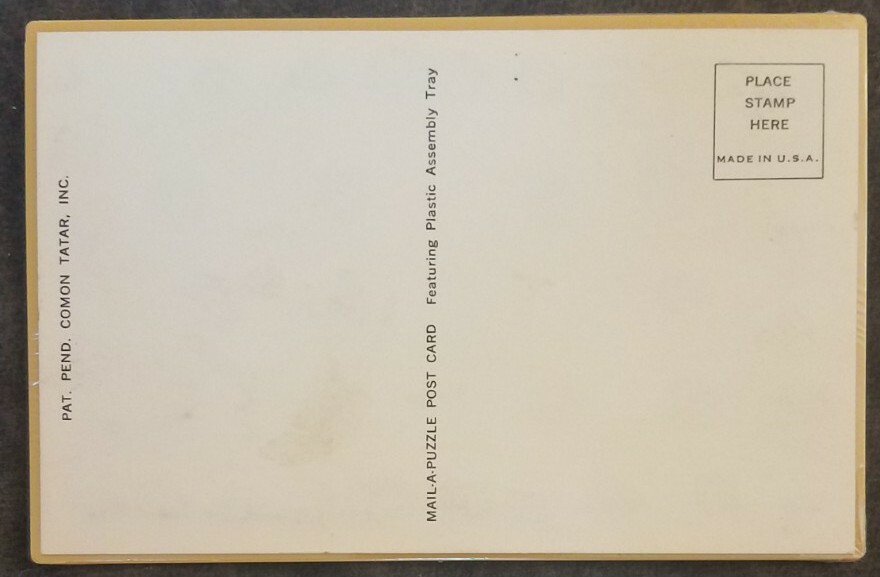 PAT. PEND. COMON TATAR, INC.
MAIL-A-PUZZLE POST CARD Featuring Plastic Assembly Tray
PLACE
STAMP
HERE
MADE IN U.S.A.